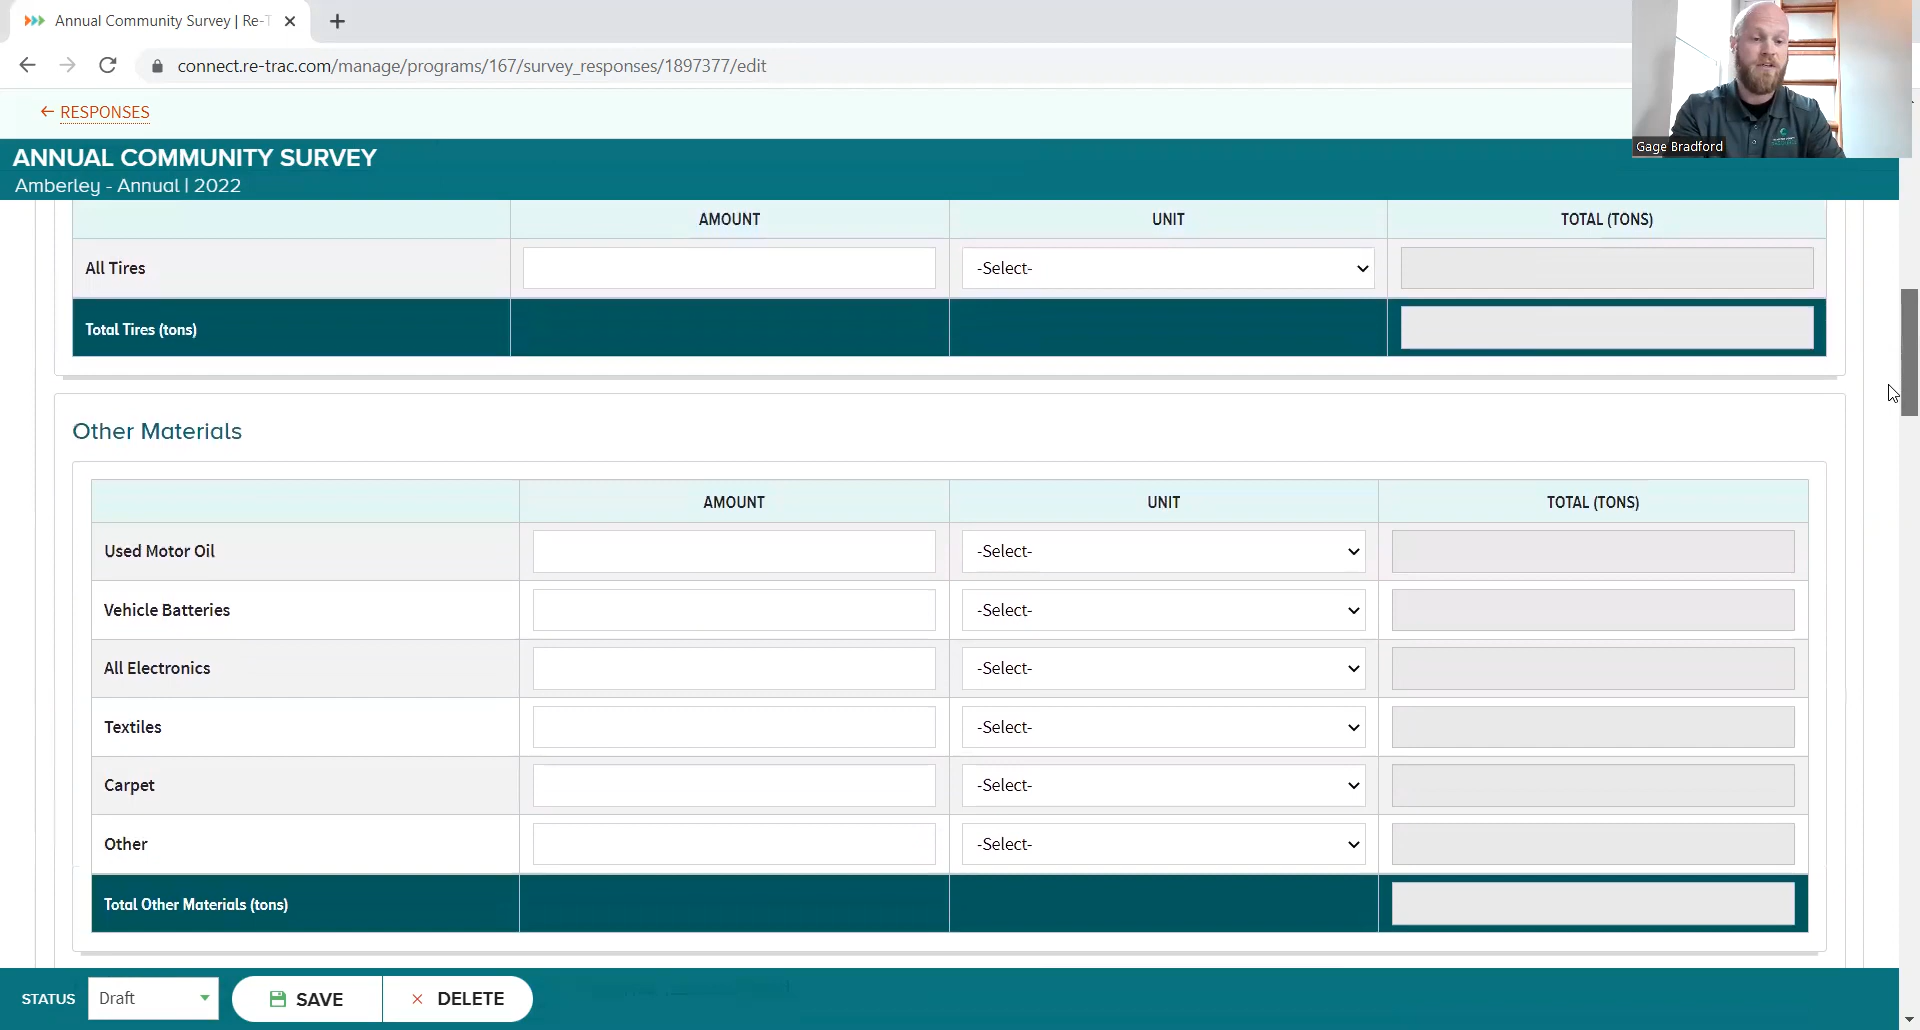 Annual Community Survey | Re-T
connect.re-trac.com/manage/programs/167/survey_responses/1897377/edit
RESPONSES
Gage Bradford
ANNUAL COMMUNITY SURVEY
Amberley - Annual | 2022
AMOUNT UNIT TOTAL (TONS)
All Tires -Select-
Total Tires (tons)
Other Materials
AMOUNT UNIT TOTAL (TONS)
Used Motor Oil -Select-
Vehicle Batteries -Select-
All Electronics -Select-
Textiles -Select-
Carpet -Select-
Other -Select-
Total Other Materials (tons)
STATUS Draft SAVE DELETE